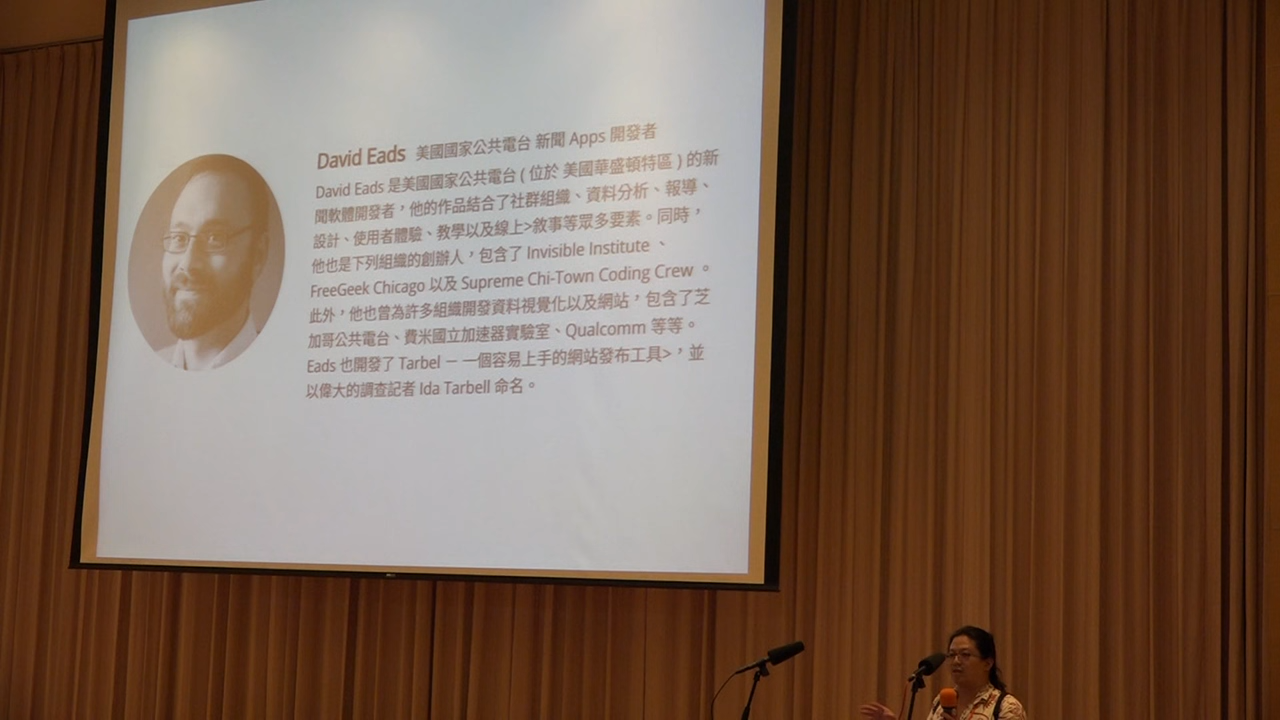 David Eads 美國國家公共電台 新聞 Apps 開發者
David Eads 是美國國家公共電台 ( 位於 美國華盛頓特區 ) 的新
聞軟體開發者，他的作品結合了社群組織、資料分析、報導、
設計、使用者體驗、教學以及線上>敘事等眾多要素。同時，
他也是下列組織的創辦人，包含了 Invisible Institute 、
FreeGeek Chicago 以及 Supreme Chi-Town Coding Crew 。
此外，他也曾為許多組織開發資料視覺化以及網站，包含了芝
加哥公共電台、費米國立加速器實驗室、Qualcomm 等等。
Eads 也開發了 Tarbel － 一個容易上手的網站發布工具>，並
以偉大的調查記者 Ida Tarbell 命名。